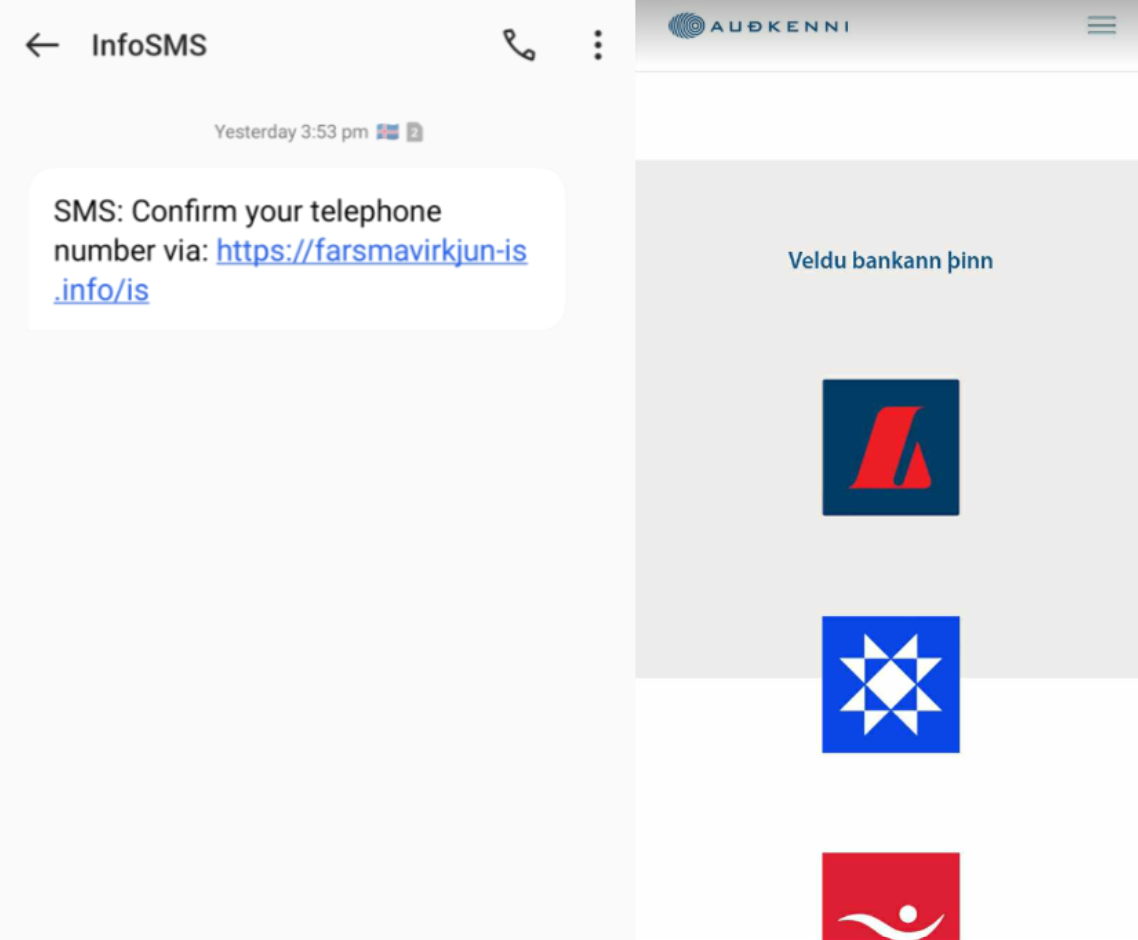 InfoSMS
Yesterday 3:53 pm 2
SMS: Confirm your telephone
number via: https://farsmavirkjun-is
.info/is
AUÐKENNI
Veldu bankann þinn